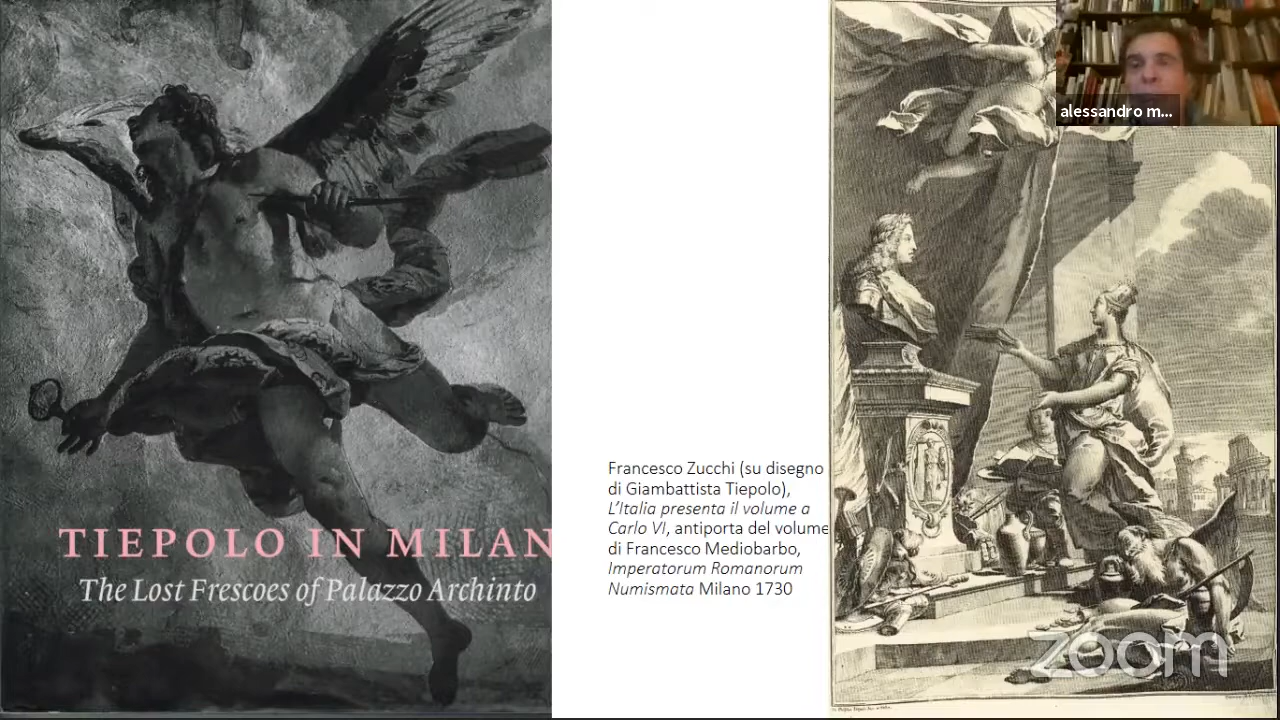 alessandro m...
TIEPOLO IN MILAN
The Lost Frescoes of Palazzo Archinto
Francesco Zucchi (su disegno
di Giambattista Tiepolo),
L’Italia presenta il volume a
Carlo VI, antiporta del volume
di Francesco Mediobarbo,
Imperatorum Romanorum
Numismata Milano 1730
zoom